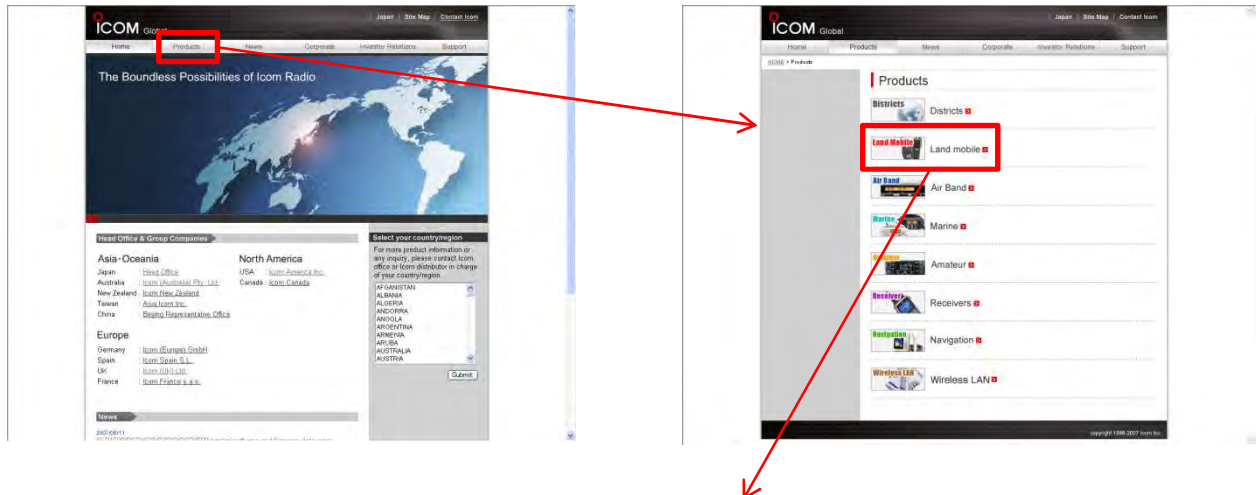 ICOM Global
Japan | Site Map | Contact Icom
Home Products News Corporate Investor Relations Support
The Boundless Possibilities of Icom Radio
Head Office & Group Companies
Asia・Oceania
Japan : Head Office
Australia : Icom (Australia) Pty. Ltd.
New Zealand : Icom New Zealand
Taiwan : Asia Icom Inc.
China : Beijing Representative Office
Europe
Germany : Icom (Europe) GmbH
Spain : Icom Spain S.L.
UK : Icom (UK) Ltd.
France : Icom France s.a.s.
North America
USA : Icom America Inc.
Canada : Icom Canada
Select your country/region
For more product information or
any inquiry, please contact Icom
office or Icom distributor in charge
of your country/region.
AFGANISTAN
ALBANIA
ALGERIA
ANDORRA
ANGOLA
ARGENTINA
ARMENIA
ARUBA
AUSTRALIA
AUSTRIA
Submit
News
ICOM Global
Japan | Site Map | Contact Icom
Home Products News Corporate Investor Relations Support
HOME > Products
Products
Districts Districts
Land Mobile Land mobile
Air Band Air Band
Marine Marine
Amateur Amateur
Receivers Receivers
Navigation Navigation
Wireless LAN Wireless LAN
copyright 1998-2007 Icom Inc.